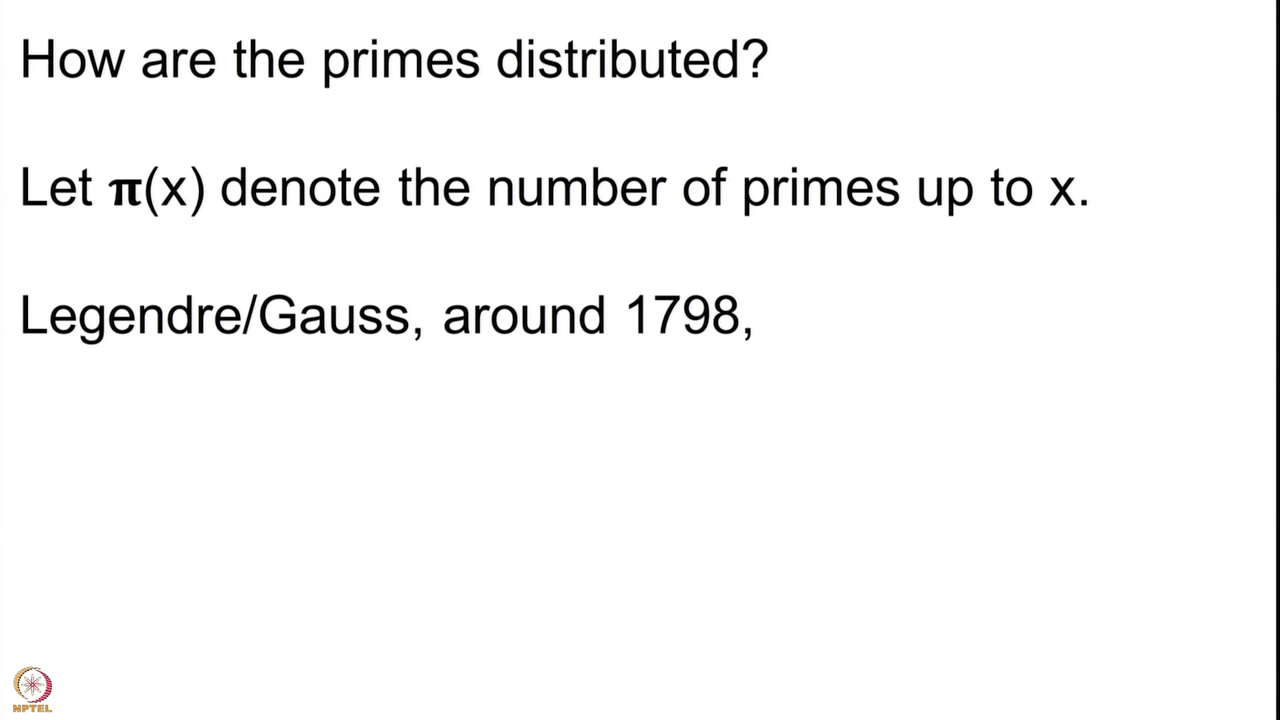 How are the primes distributed?
Let π(x) denote the number of primes up to x.
Legendre/Gauss, around 1798,
NPTEL